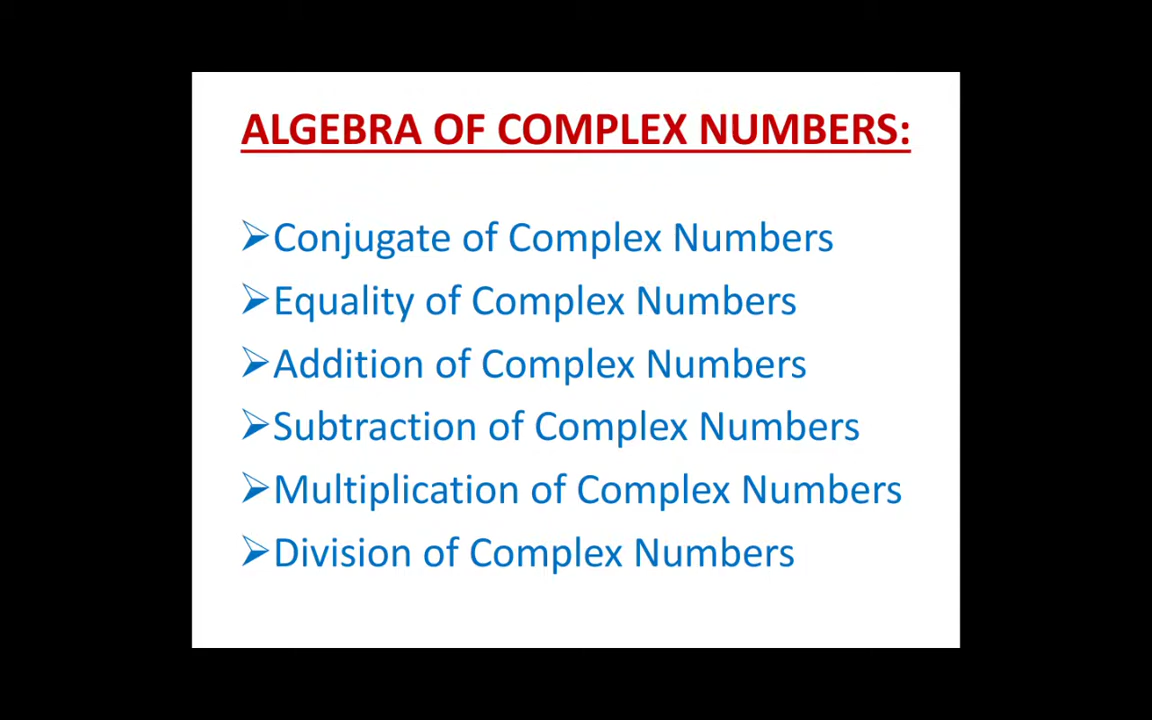 ALGEBRA OF COMPLEX NUMBERS:
➢Conjugate of Complex Numbers
➢Equality of Complex Numbers
➢Addition of Complex Numbers
➢Subtraction of Complex Numbers
➢Multiplication of Complex Numbers
➢Division of Complex Numbers